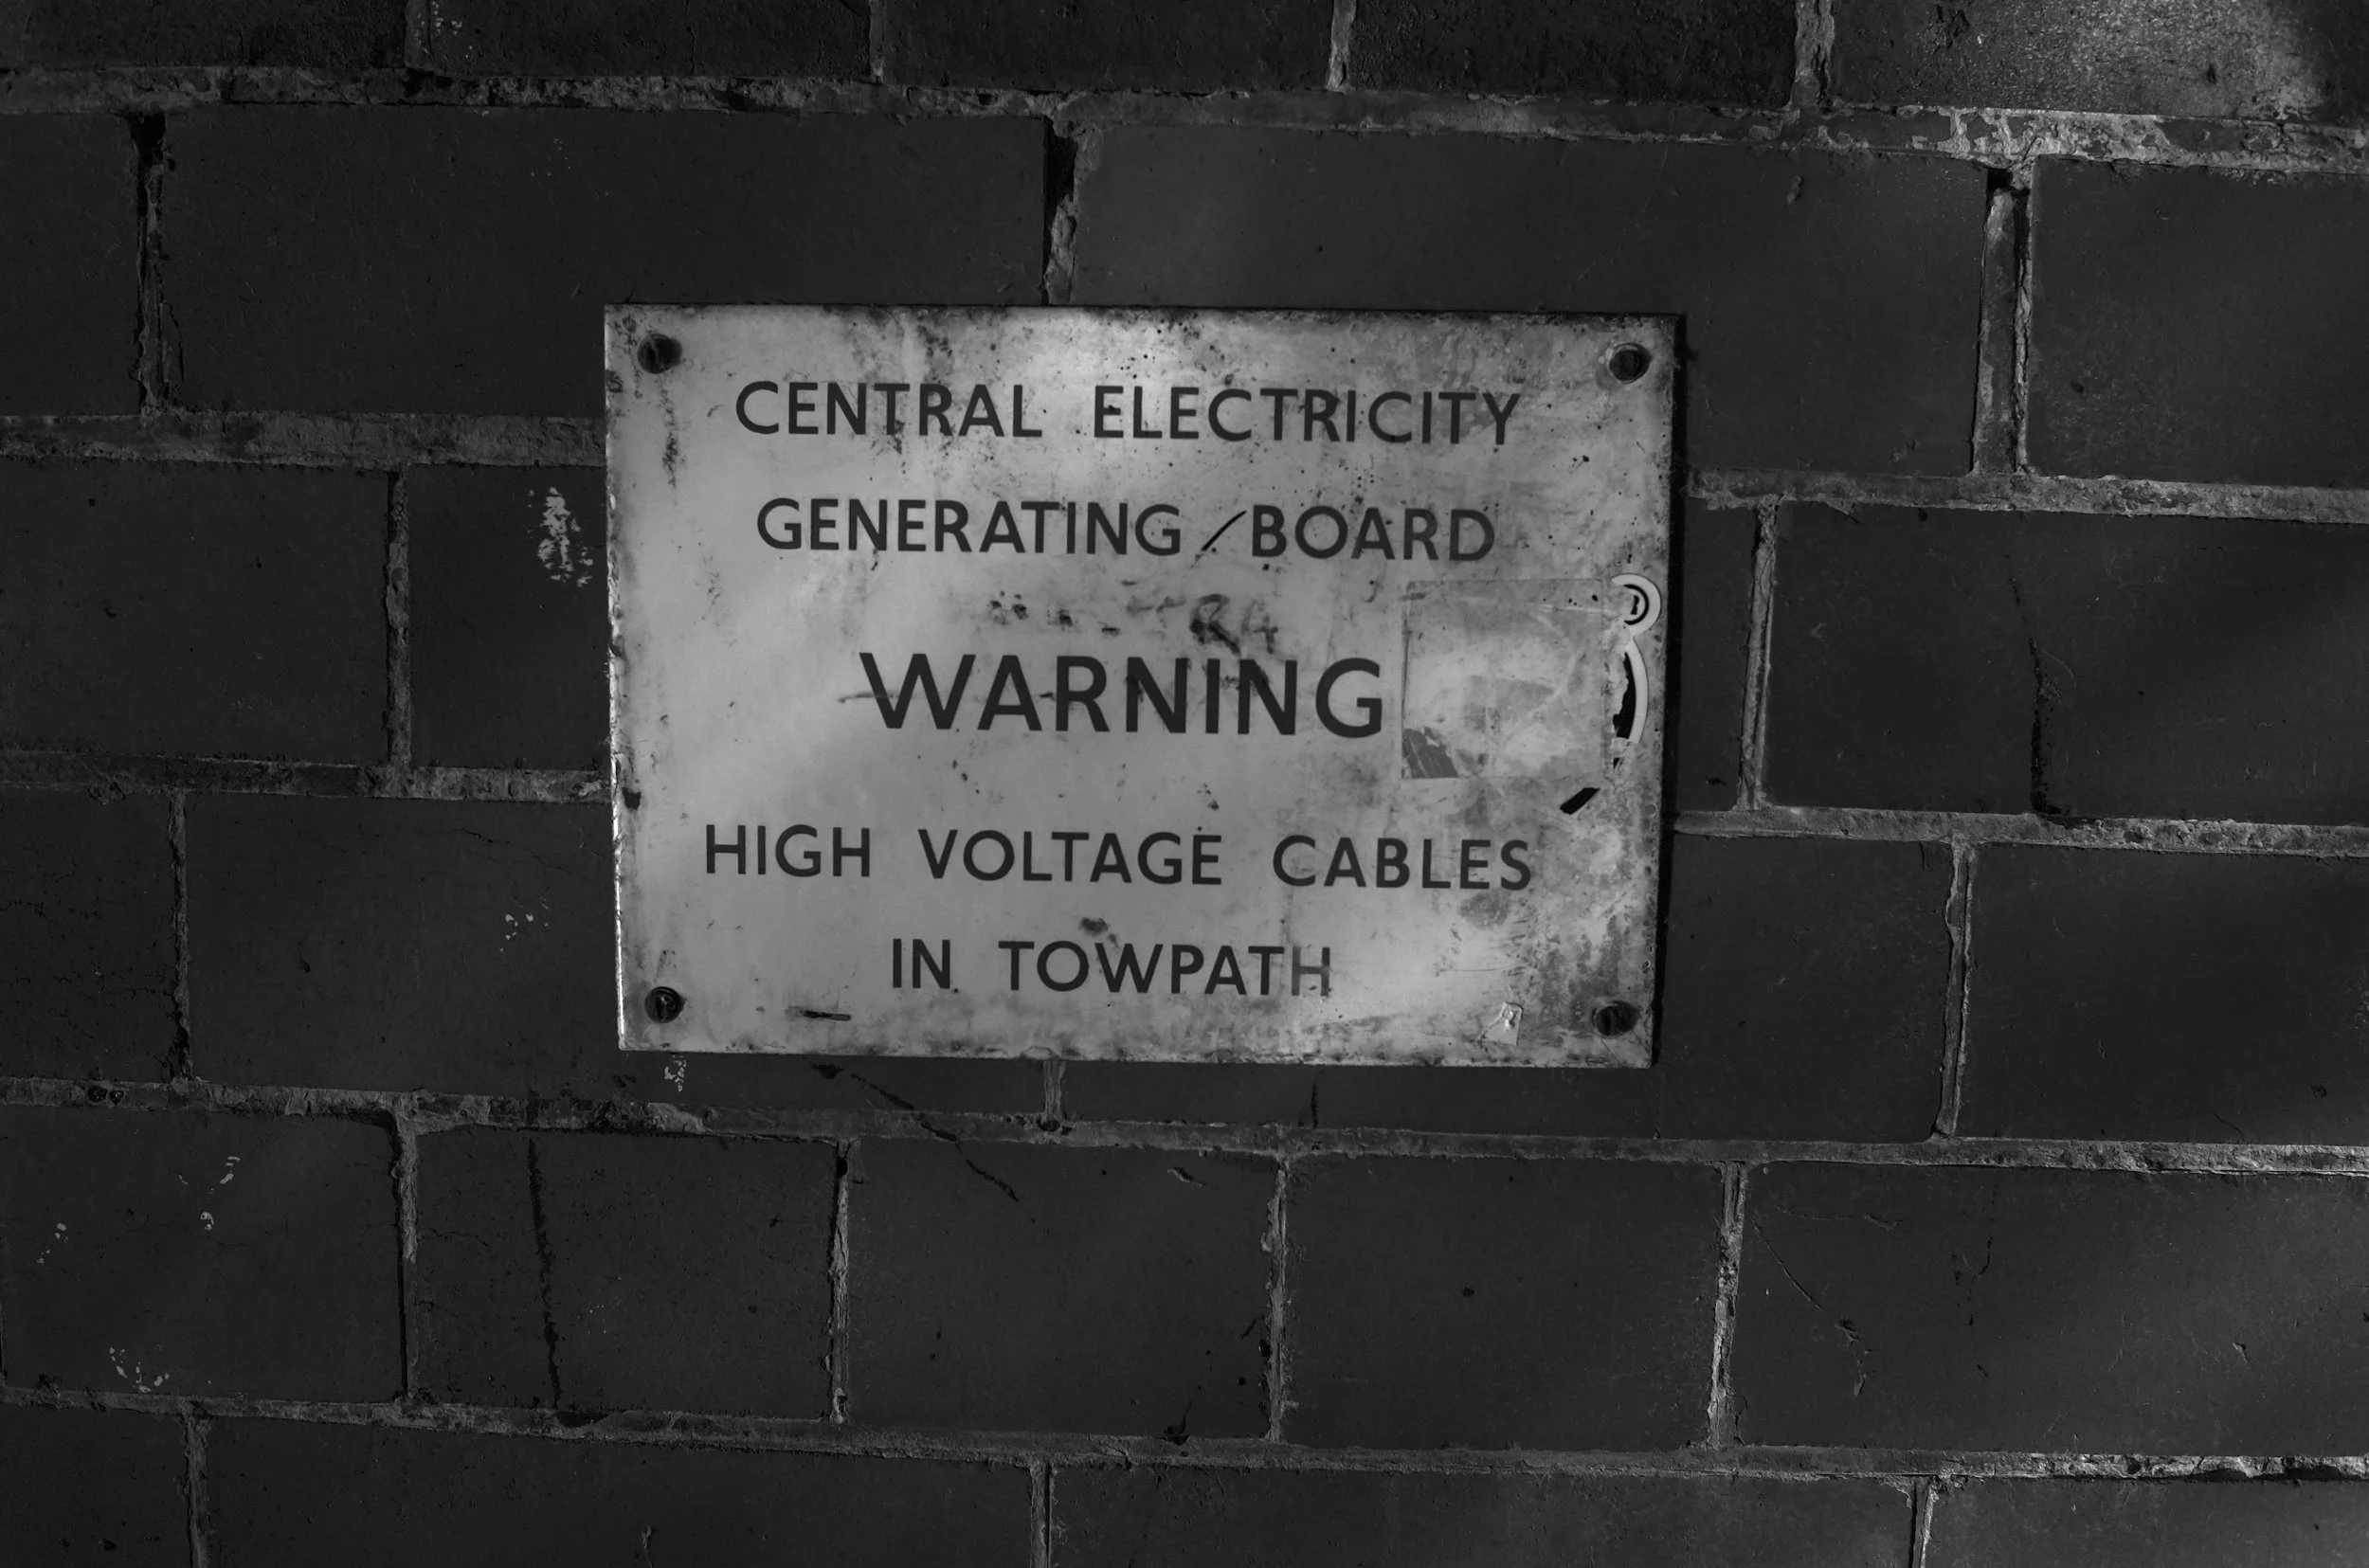 CENTRAL ELECTRICITY
GENERATING BOARD
WARNING
HIGH VOLTAGE CABLES
IN TOWPATH